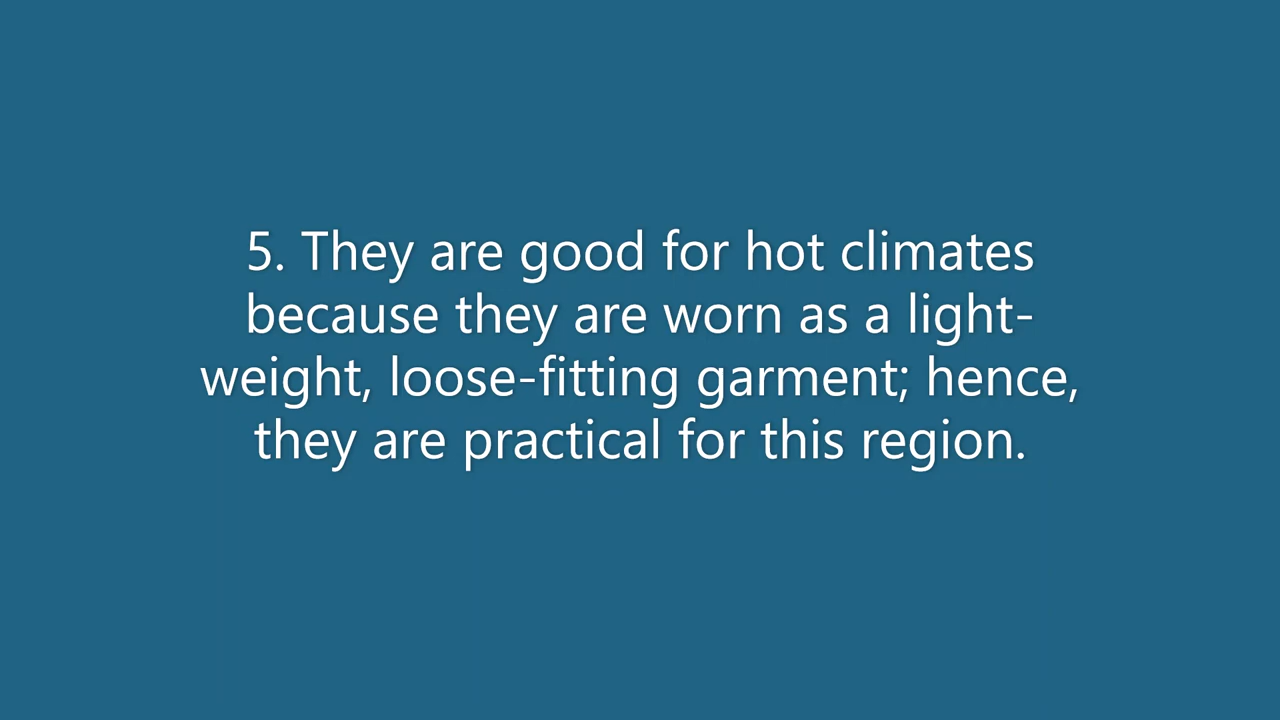 5. They are good for hot climates
because they are worn as a light-
weight, loose-fitting garment; hence,
they are practical for this region.